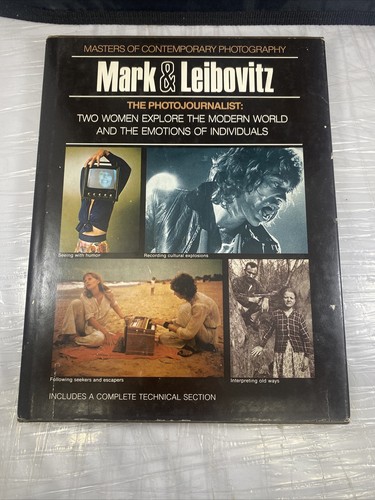 MASTERS OF CONTEMPORARY PHOTOGRAPHY
Mark & Leibovitz
THE PHOTOJOURNALIST:
TWO WOMEN EXPLORE THE MODERN WORLD
AND THE EMOTIONS OF INDIVIDUALS
Seeing with humor
Recording cultural explosions
Following seekers and escapers
Interpreting old ways
INCLUDES A COMPLETE TECHNICAL SECTION